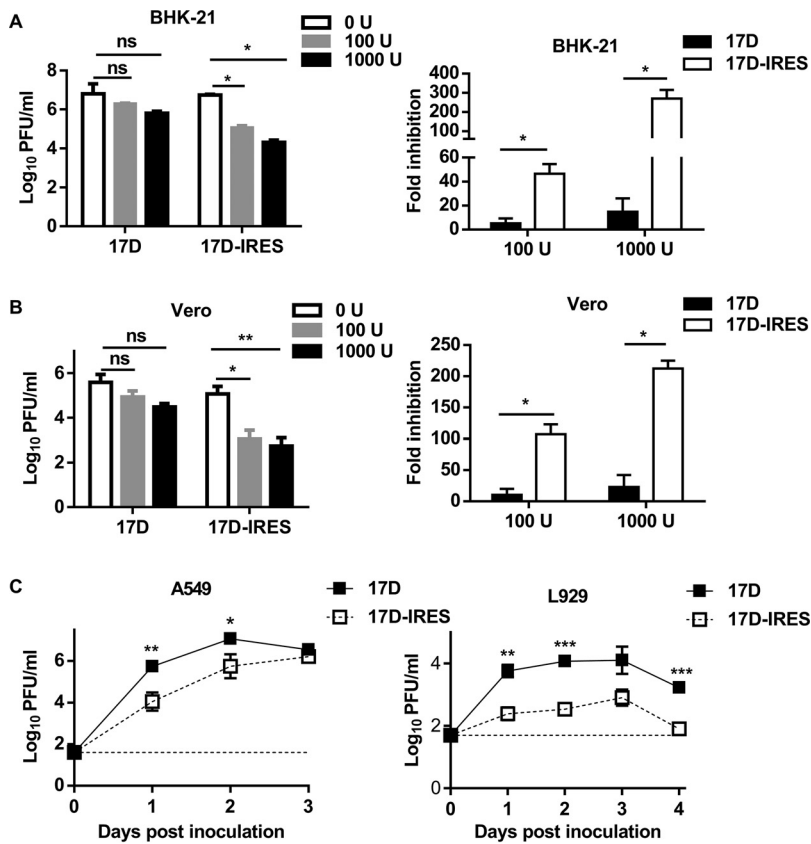 A
BHK-21
0 U
100 U
1000 U
ns
ns
*
*
Log10 PFU/ml
8
6
4
2
0
17D
17D-IRES
BHK-21
17D
17D-IRES
*
*
Fold inhibition
400
300
200
100
60
40
20
0
100 U
1000 U
B
Vero
0 U
100 U
1000 U
ns
ns
**
*
Log10 PFU/ml
6
4
2
0
17D
17D-IRES
Vero
17D
17D-IRES
*
*
Fold inhibition
250
200
150
100
50
0
100 U
1000 U
C
A549
17D
17D-IRES
**
*
Log10 PFU/ml
6
4
2
0
0
1
2
3
Days post inoculation
L929
17D
17D-IRES
**
***
***
Log10 PFU/ml
4
2
0
0
1
2
3
4
Days post inoculation